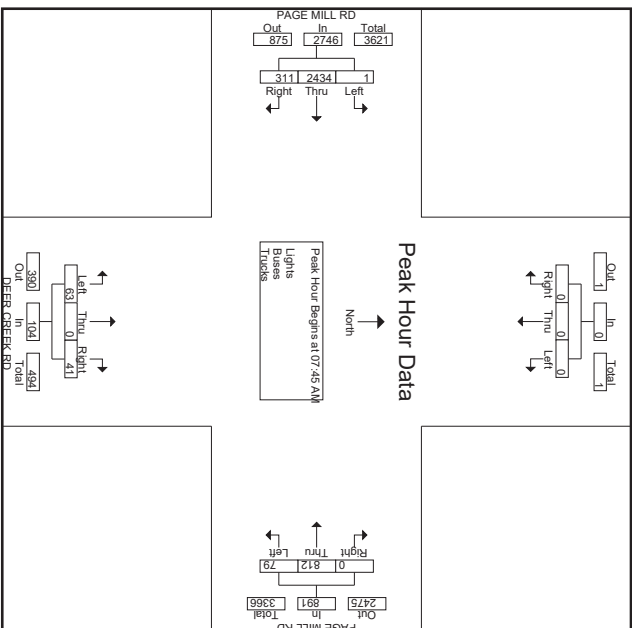 PAGE MILL RD
Out In Total
875 2746 3621
311 2434 1
Right Thru Left
Peak Hour Data
North
Peak Hour Begins at 07:45 AM
Lights
Buses
Trucks
Out In Total
1 0 1
0 0 0
Right Thru Left
Left Thru Right
63 0 41
Out In Total
390 104 494
DEER CREEK RD
Left Thru Right
79 812 0
3366 891 2475
Total In Out
PAGE MILL RD